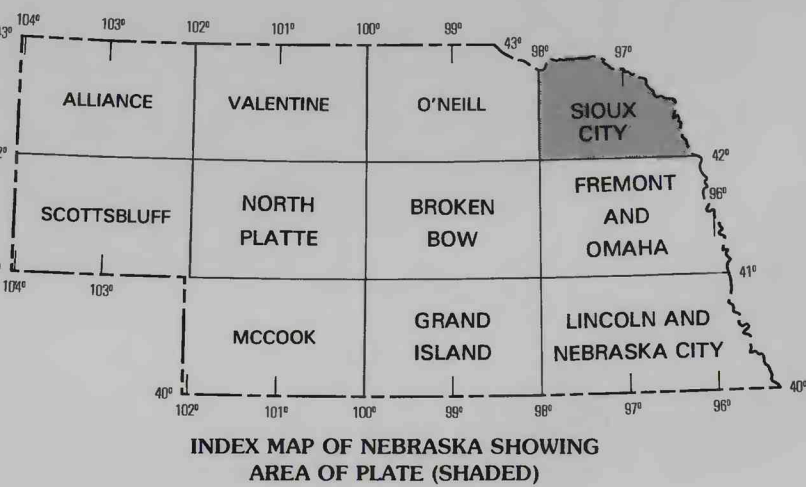 43° 104° 103° 102° 101° 100° 99° 43° 98° 97°
ALLIANCE VALENTINE O'NEILL SIOUX
CITY
2° 42°
SCOTTSBLUFF NORTH
PLATTE BROKEN
BOW FREMONT
AND
OMAHA 96°
104° 103° 41°
MCCOOK GRAND
ISLAND LINCOLN AND
NEBRASKA CITY
40° 40°
102° 101° 100° 99° 98° 97° 96°
INDEX MAP OF NEBRASKA SHOWING
AREA OF PLATE (SHADED)